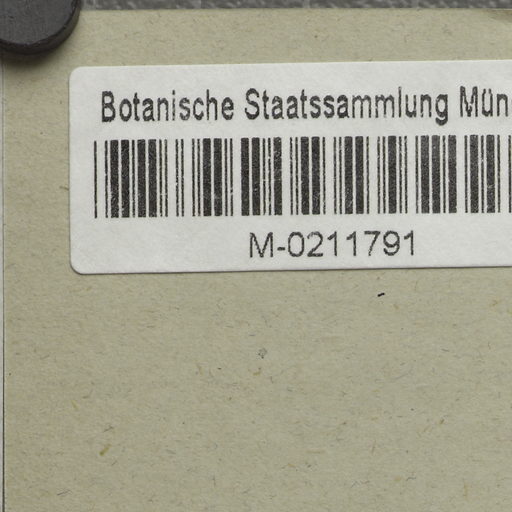 Botanische Staatssammlung Mün
M-0211791